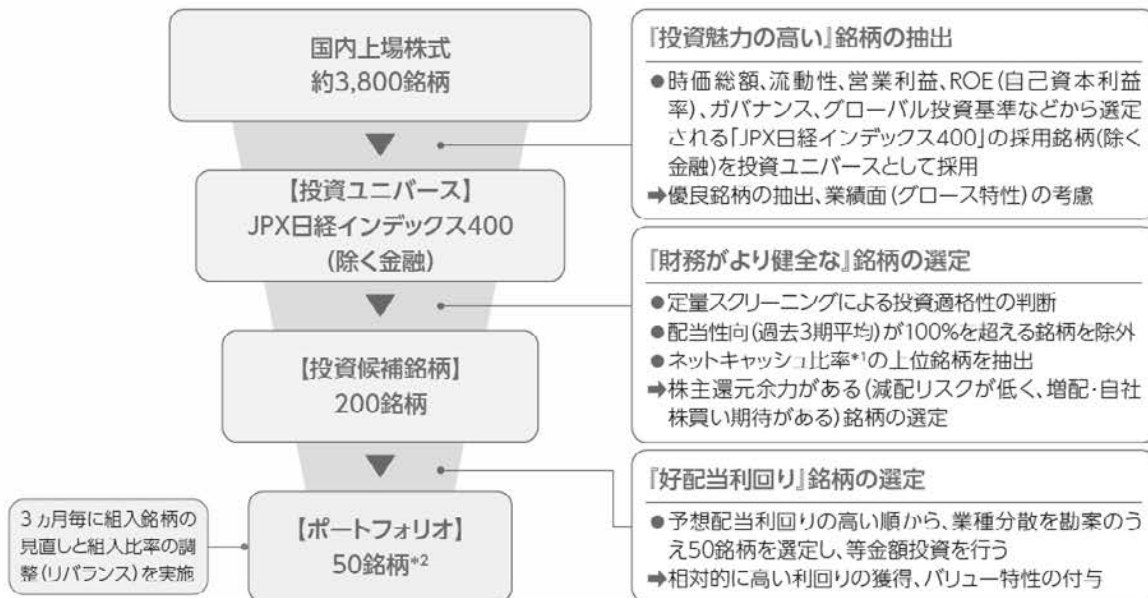 国内上場株式
約3,800銘柄
『投資魅力の高い』銘柄の抽出
●時価総額、流動性、営業利益、ROE(自己資本利益
率)、ガバナンス、グローバル投資基準などから選定
される「JPX日経インデックス400」の採用銘柄(除く
金融)を投資ユニバースとして採用
➡優良銘柄の抽出、業績面(グロース特性)の考慮
【投資ユニバース】
JPX日経インデックス400
(除く金融)
『財務がより健全な』銘柄の選定
●定量スクリーニングによる投資適格性の判断
●配当性向(過去3期平均)が100%を超える銘柄を除外
●ネットキャッシュ比率*1の上位銘柄を抽出
➡株主還元余力がある(減配リスクが低く、増配・自社
株買い期待がある)銘柄の選定
【投資候補銘柄】
200銘柄
『好配当利回り』銘柄の選定
●予想配当利回りの高い順から、業種分散を勘案のう
え50銘柄を選定し、等金額投資を行う
➡相対的に高い利回りの獲得、バリュー特性の付与
【ポートフォリオ】
50銘柄*2
3ヵ月毎に組入銘柄の
見直しと組入比率の調
整(リバランス)を実施